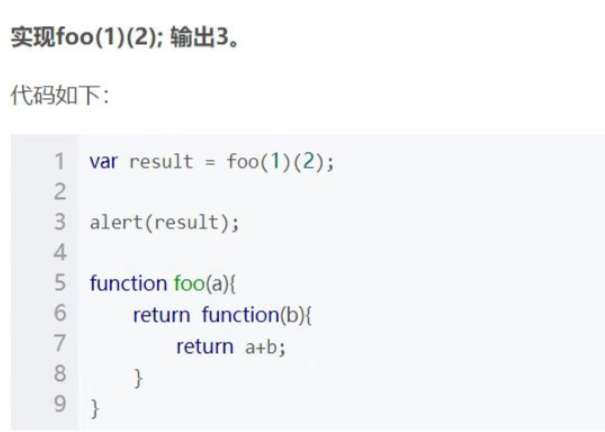 实现foo(1)(2); 输出3。
代码如下：
1 var result = foo(1)(2);
2
3 alert(result);
4
5 function foo(a){
6 return function(b){
7 return a+b;
8 }
9 }